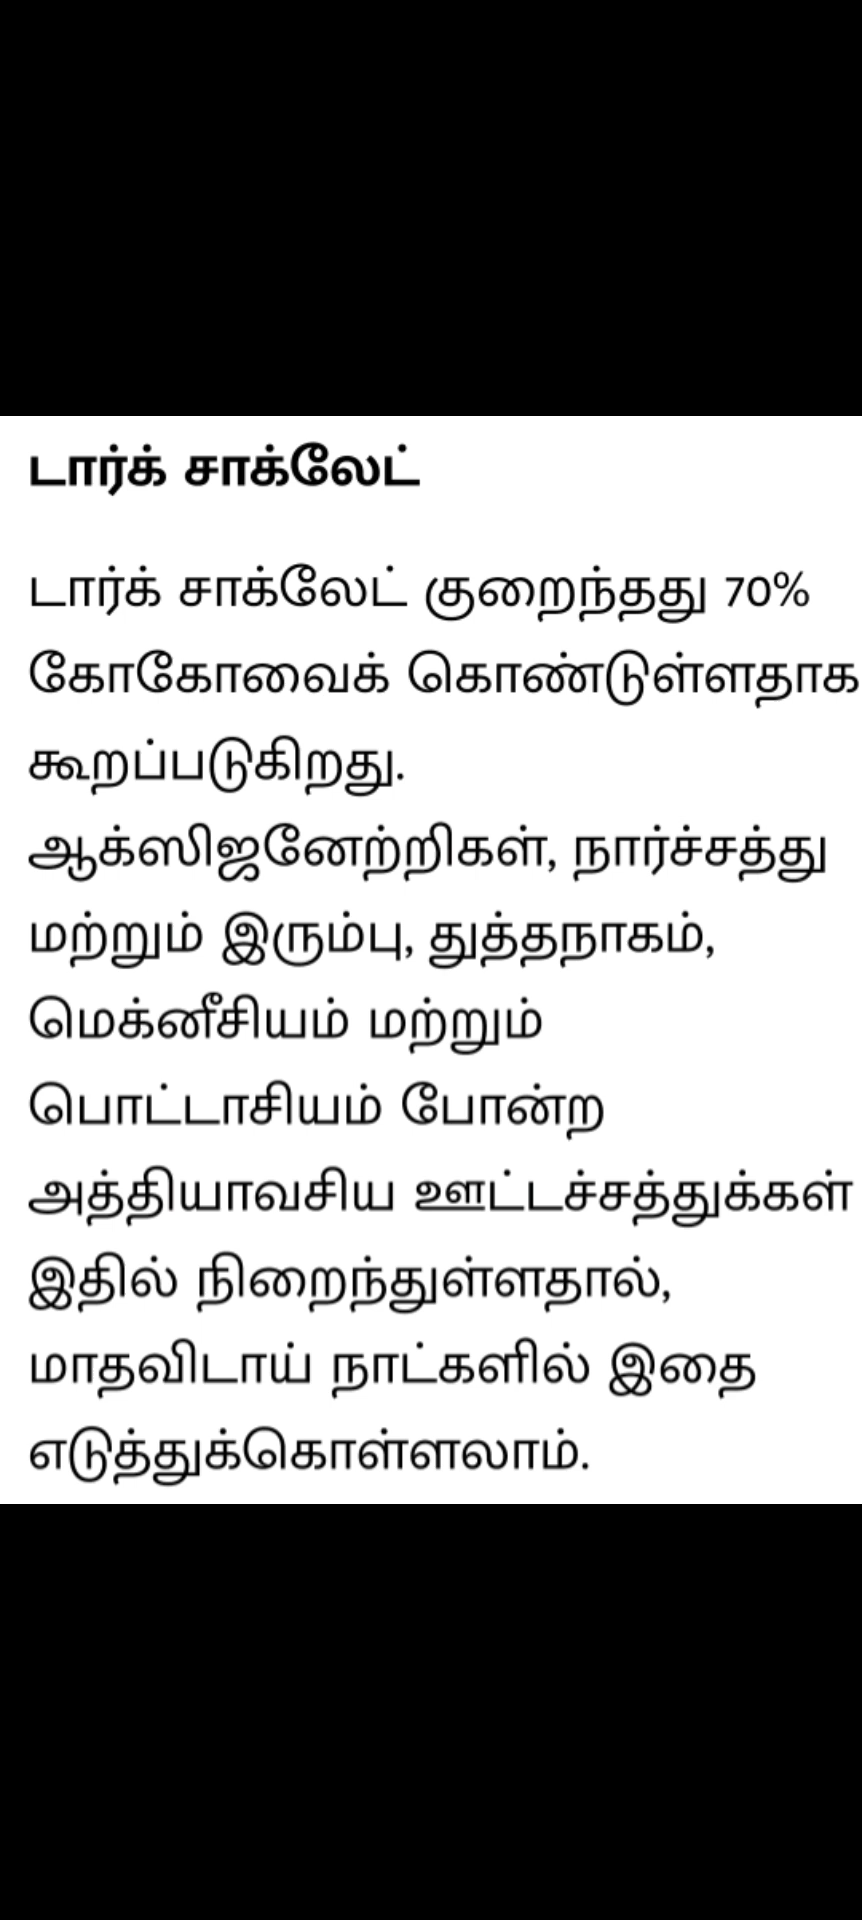 டார்க் சாக்லேட்
டார்க் சாக்லேட் குறைந்தது 70%
கோகோவைக் கொண்டுள்ளதாக
கூறப்படுகிறது.
ஆக்ஸிஜனேற்றிகள், நார்ச்சத்து
மற்றும் இரும்பு, துத்தநாகம்,
மெக்னீசியம் மற்றும்
பொட்டாசியம் போன்ற
அத்தியாவசிய ஊட்டச்சத்துக்கள்
இதில் நிறைந்துள்ளதால்,
மாதவிடாய் நாட்களில் இதை
எடுத்துக்கொள்ளலாம்.